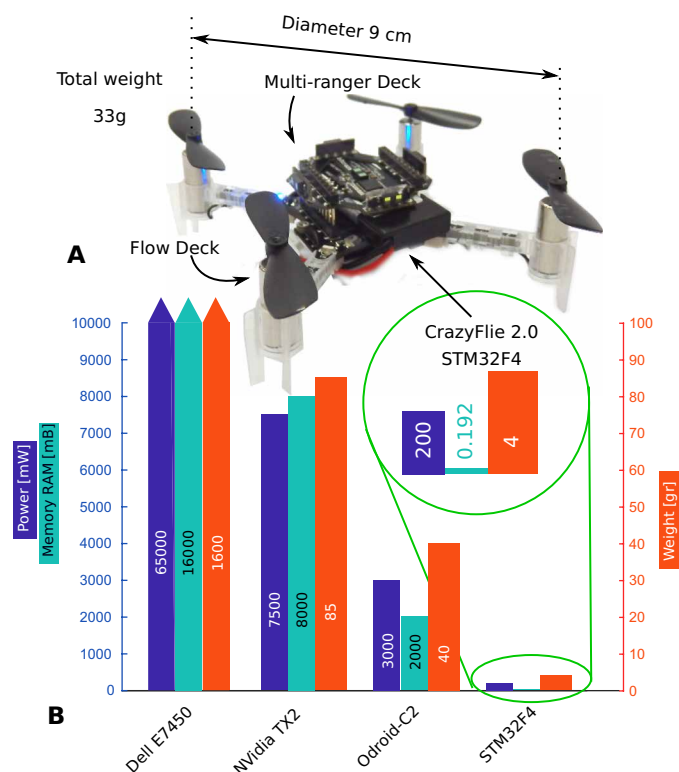 Diameter 9 cm
Total weight
33g
Multi-ranger Deck
Flow Deck
A
CrazyFlie 2.0
STM32F4
10000
9000
8000
7000
6000
5000
4000
3000
2000
1000
0
Power [mW]
Memory RAM [mB]
65000
16000
1600
7500
8000
85
3000
2000
40
200
0.192
4
100
90
80
70
60
50
40
30
20
10
0
Weight [gr]
B
Dell E7450
NVidia TX2
Odroid-C2
STM32F4